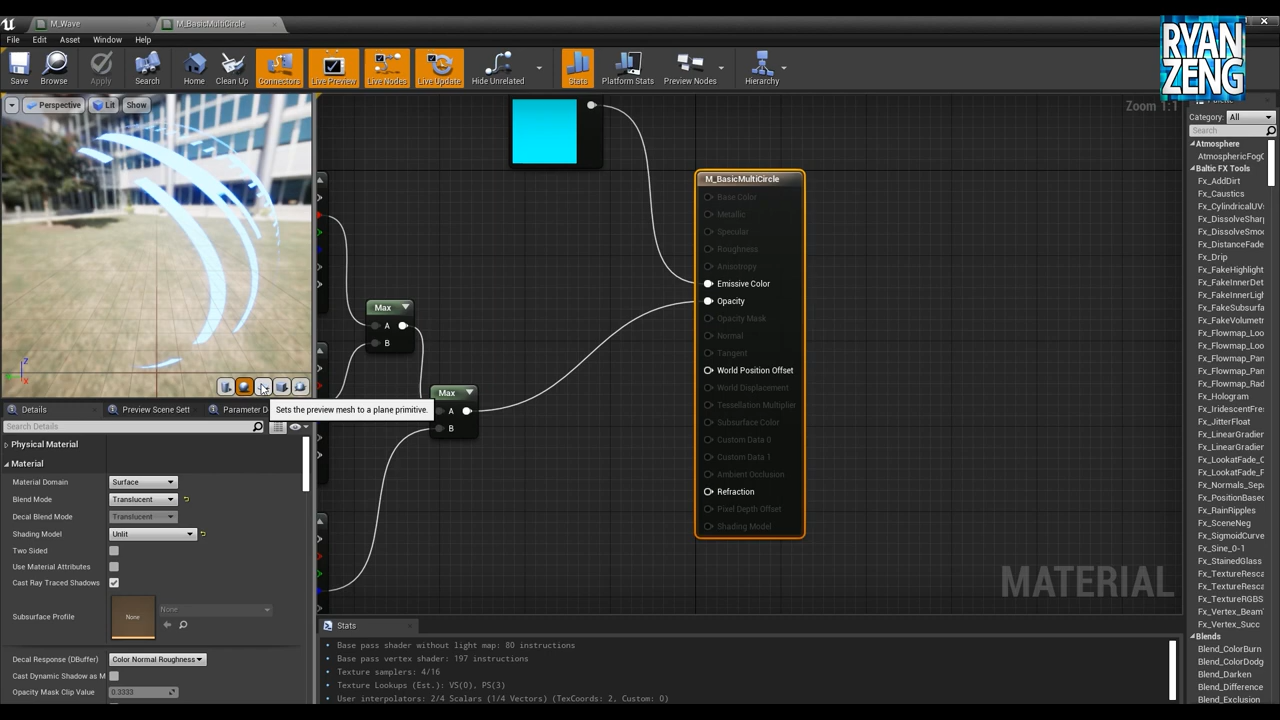 M_Wave
M_BasicMultiCircle
File Edit Asset Window Help
RYAN
ZENG
Save
Browse
Apply
Search
Home
Clean Up
Connectors
Live Preview
Live Nodes
Live Update
Hide Unrelated
Stats
Platform Stats
Preview Nodes
Hierarchy
Perspective
Lit
Show
Zoom 1:1
Category: All
Search
Atmosphere
AtmosphericFog
Baltic FX Tools
Fx_AddDirt
Fx_Caustics
Fx_CylindricalUV
Fx_DissolveShar
Fx_DissolveSmo
Fx_DistanceFade
Fx_Drip
Fx_FakeHighlight
Fx_FakeInnerDet
Fx_FakeInnerLigh
Fx_FakeSubsurfa
Fx_FakeVolumetr
Fx_Flowmap_Loo
Fx_Flowmap_Loo
Fx_Flowmap_Pan
Fx_Flowmap_Pan
Fx_Flowmap_Rad
Fx_Hologram
Fx_IridescentFre
Fx_JitterFloat
Fx_LinearGradier
Fx_LinearGradier
Fx_LookatFade_C
Fx_LookatFade_F
Fx_Normals_Sepa
Fx_PositionBased
Fx_RainRipples
Fx_SceneNeg
Fx_SigmoidCurve
Fx_Sine_0-1
Fx_StainedGlass
Fx_TextureResca
Fx_TextureResca
Fx_TextureRGBS
Fx_Vertex_Beam
Fx_Vertex_Succ
Blends
Blend_ColorBurn
Blend_ColorDodg
Blend_Darken
Blend_Difference
Blend_Exclusion
Max
A
B
Max
A
B
M_BasicMultiCircle
Base Color
Metallic
Specular
Roughness
Anisotropy
Emissive Color
Opacity
Opacity Mask
Normal
Tangent
World Position Offset
World Displacement
Tessellation Multiplier
Subsurface Color
Custom Data 0
Custom Data 1
Ambient Occlusion
Refraction
Pixel Depth Offset
Shading Model
MATERIAL
Z
X
Sets the preview mesh to a plane primitive.
Details
Preview Scene Sett
Parameter D
Search Details
Physical Material
Material
Material Domain Surface
Blend Mode Translucent
Decal Blend Mode Translucent
Shading Model Unlit
Two Sided
Use Material Attributes
Cast Ray Traced Shadows
Subsurface Profile None None
Decal Response (DBuffer) Color Normal Roughness
Cast Dynamic Shadow as M
Opacity Mask Clip Value 0.3333
Stats
Base pass shader without light map: 80 instructions
Base pass vertex shader: 197 instructions
Texture samplers: 4/16
Texture Lookups (Est.): VS(0), PS(3)
User interpolators: 2/4 Scalars (1/4 Vectors) (TexCoords: 2, Custom: 0)